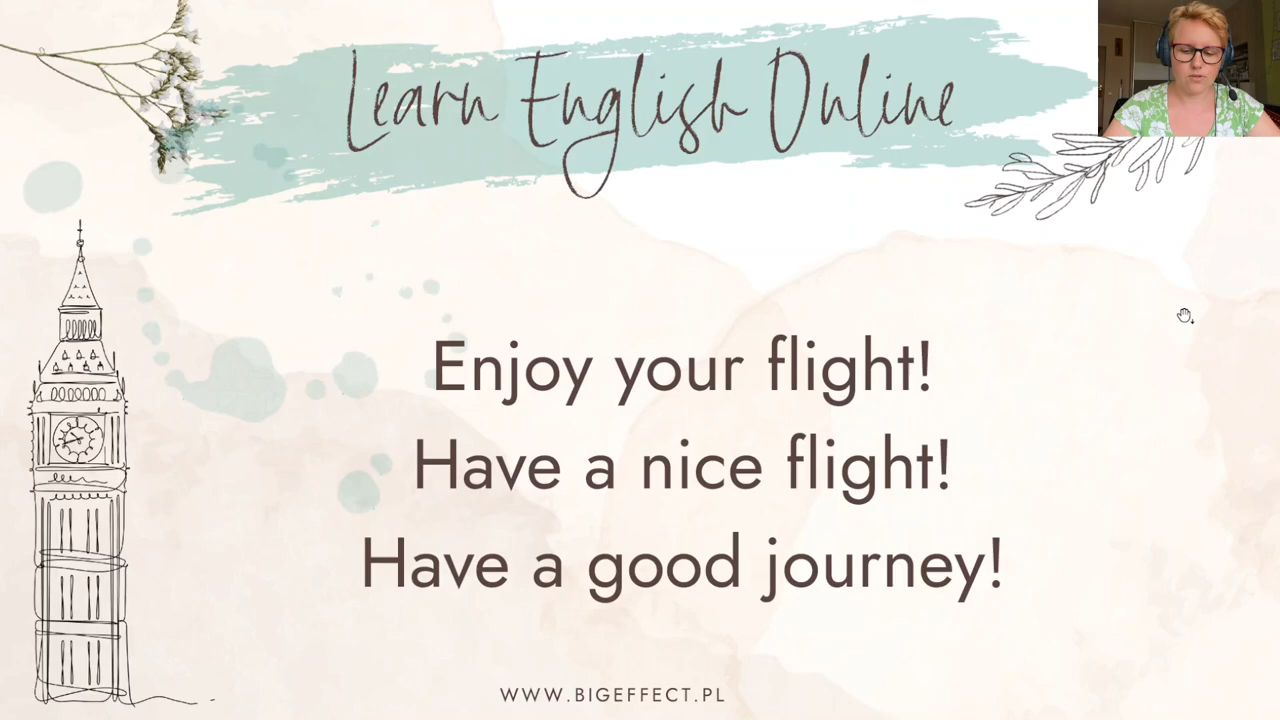 Learn English Online
Enjoy your flight!
Have a nice flight!
Have a good journey!
WWW.BIGEFFECT.PL